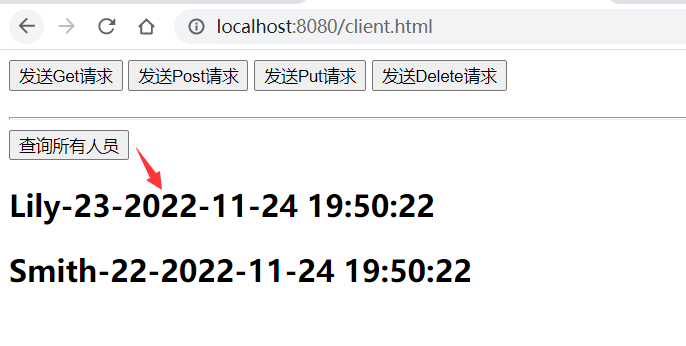 localhost:8080/client.html
发送Get请求 发送Post请求 发送Put请求 发送Delete请求
查询所有人员
Lily-23-2022-11-24 19:50:22
Smith-22-2022-11-24 19:50:22